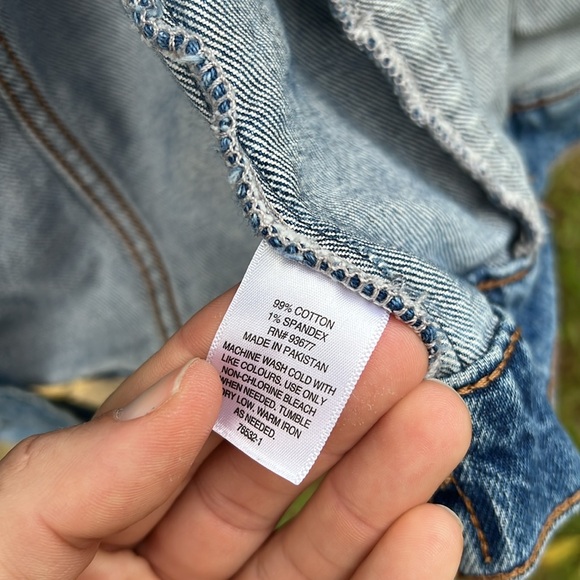 99% COTTON
1% SPANDEX
RN# 93677
MADE IN PAKISTAN
MACHINE WASH COLD WITH
LIKE COLOURS. USE ONLY
NON-CHLORINE BLEACH
WHEN NEEDED. TUMBLE
DRY LOW. WARM IRON
AS NEEDED.
76532-1